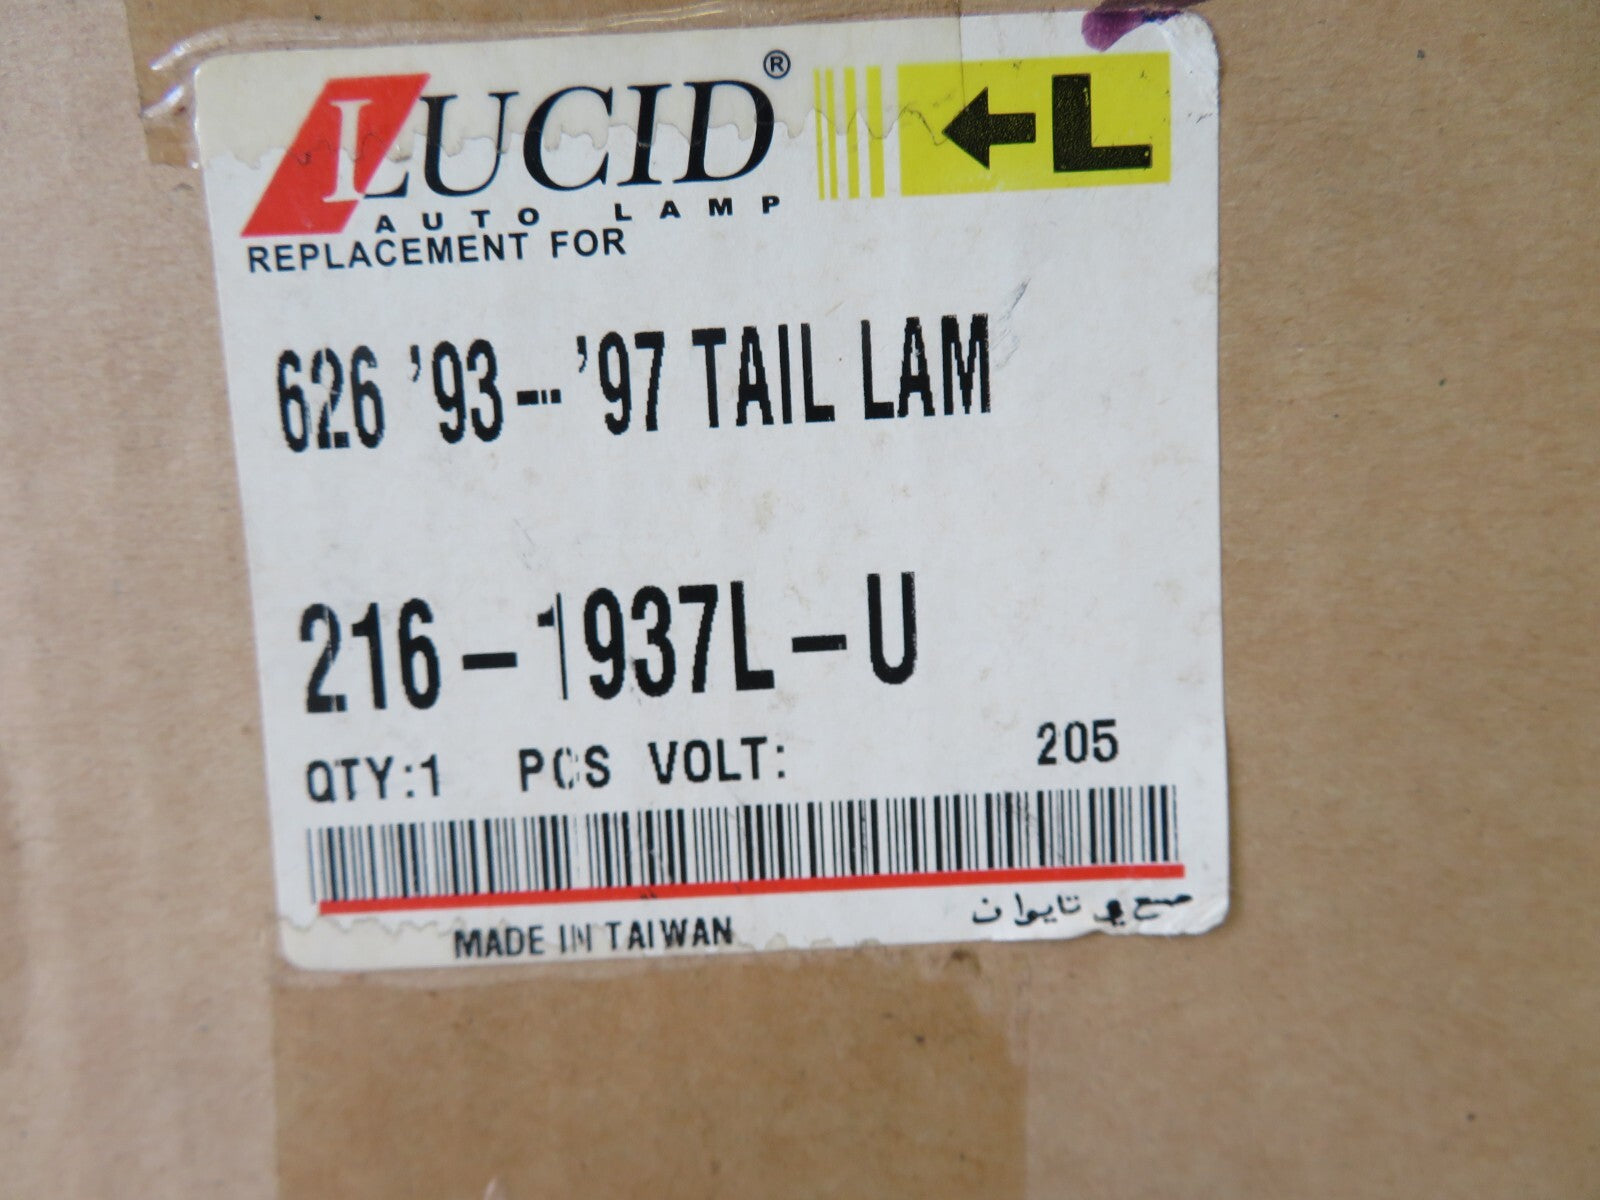 LUCID®
AUTO LAMP
← L
REPLACEMENT FOR
626 '93-- '97 TAIL LAM
216-1937L-U
QTY:1 PCS VOLT: 205
MADE IN TAIWAN
صنع في تايوان